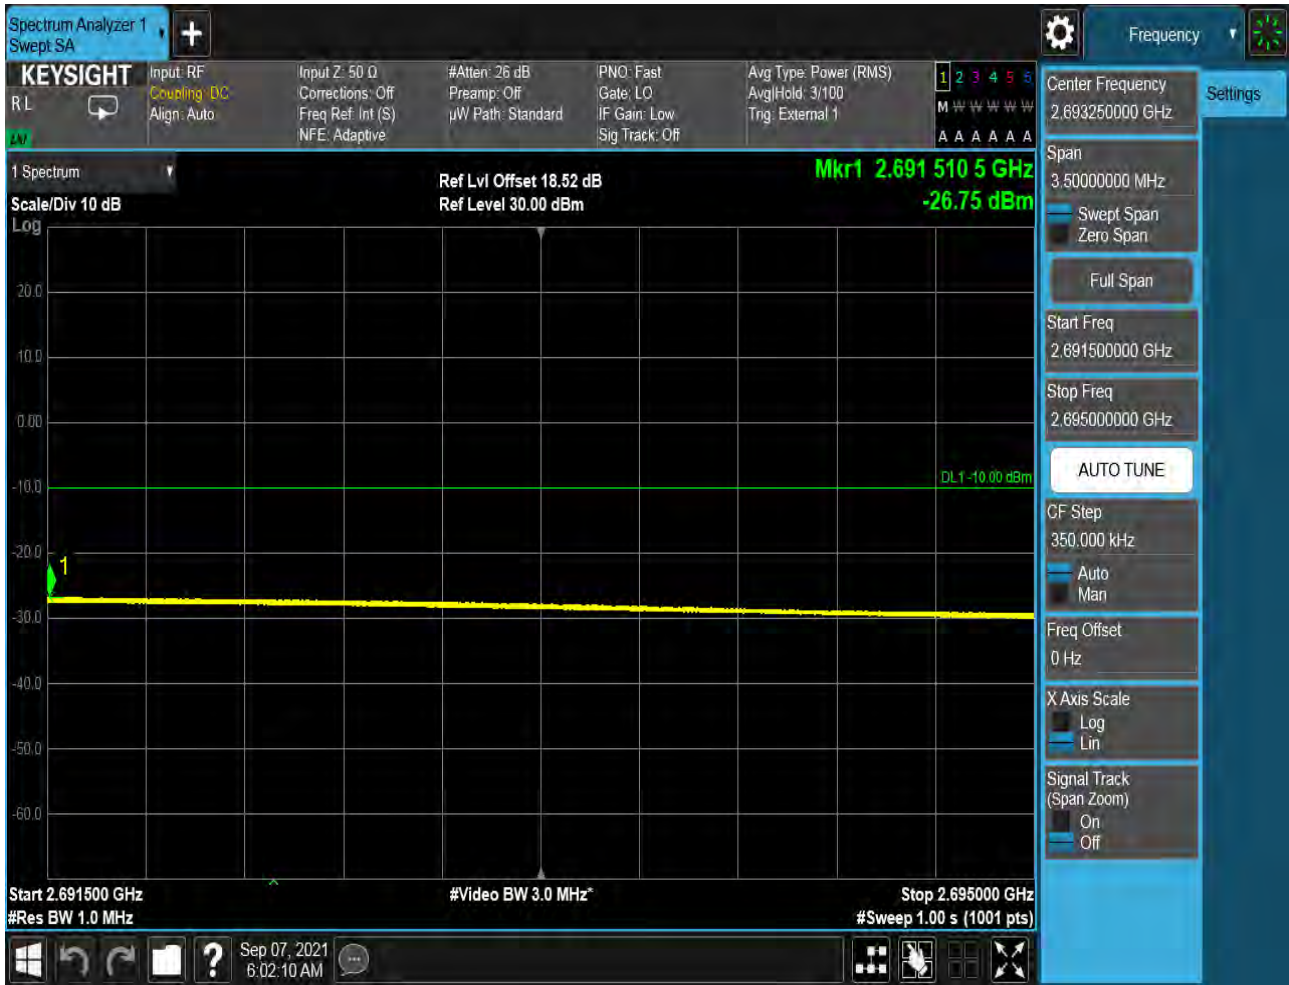 Spectrum Analyzer 1
Swept SA
+
Frequency
KEYSIGHT
R L
LXI
Input: RF
Coupling: DC
Align: Auto
Input Z: 50 Ω
Corrections: Off
Freq Ref: Int (S)
NFE: Adaptive
#Atten: 26 dB
Preamp: Off
µW Path: Standard
PNO: Fast
Gate: LO
IF Gain: Low
Sig Track: Off
Avg Type: Power (RMS)
Avg|Hold: 3/100
Trig: External 1
1 2 3 4 5 6
M W W W W W
A A A A A A
1 Spectrum
Scale/Div 10 dB
Log
Ref Lvl Offset 18.52 dB
Ref Level 30.00 dBm
Mkr1 2.691 510 5 GHz
-26.75 dBm
20.0
10.0
0.00
-10.0
-20.0
-30.0
-40.0
-50.0
-60.0
DL1 -10.00 dBm
1
Start 2.691500 GHz
#Res BW 1.0 MHz
#Video BW 3.0 MHz*
Stop 2.695000 GHz
#Sweep 1.00 s (1001 pts)
?
Sep 07, 2021
6:02:10 AM
Center Frequency
2.693250000 GHz
Span
3.50000000 MHz
Swept Span
Zero Span
Full Span
Start Freq
2.691500000 GHz
Stop Freq
2.695000000 GHz
AUTO TUNE
CF Step
350.000 kHz
Auto
Man
Freq Offset
0 Hz
X Axis Scale
Log
Lin
Signal Track
(Span Zoom)
On
Off
Settings